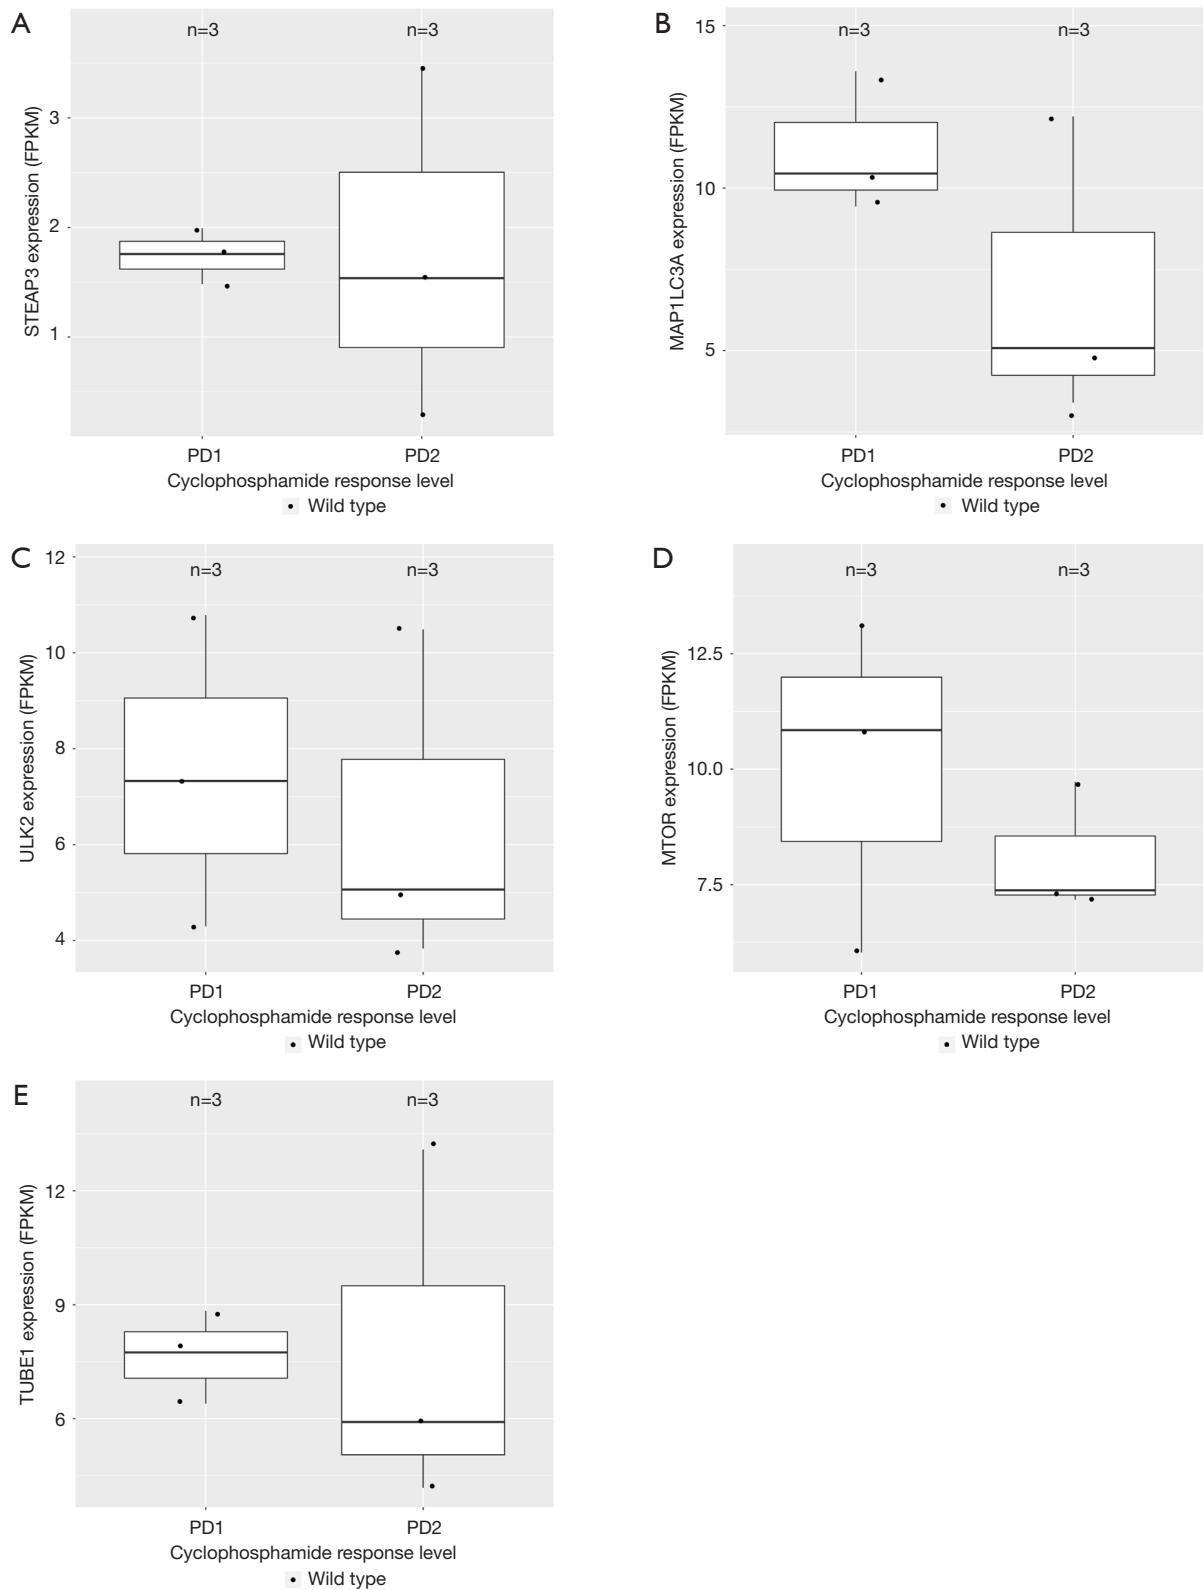 A
n=3
n=3
STEAP3 expression (FPKM)
3
2
1
PD1
PD2
Cyclophosphamide response level
Wild type
B
n=3
n=3
MAP1LC3A expression (FPKM)
15
10
5
PD1
PD2
Cyclophosphamide response level
Wild type
C
n=3
n=3
ULK2 expression (FPKM)
12
10
8
6
4
PD1
PD2
Cyclophosphamide response level
Wild type
D
n=3
n=3
MTOR expression (FPKM)
12.5
10.0
7.5
PD1
PD2
Cyclophosphamide response level
Wild type
E
n=3
n=3
TUBE1 expression (FPKM)
12
9
6
PD1
PD2
Cyclophosphamide response level
Wild type